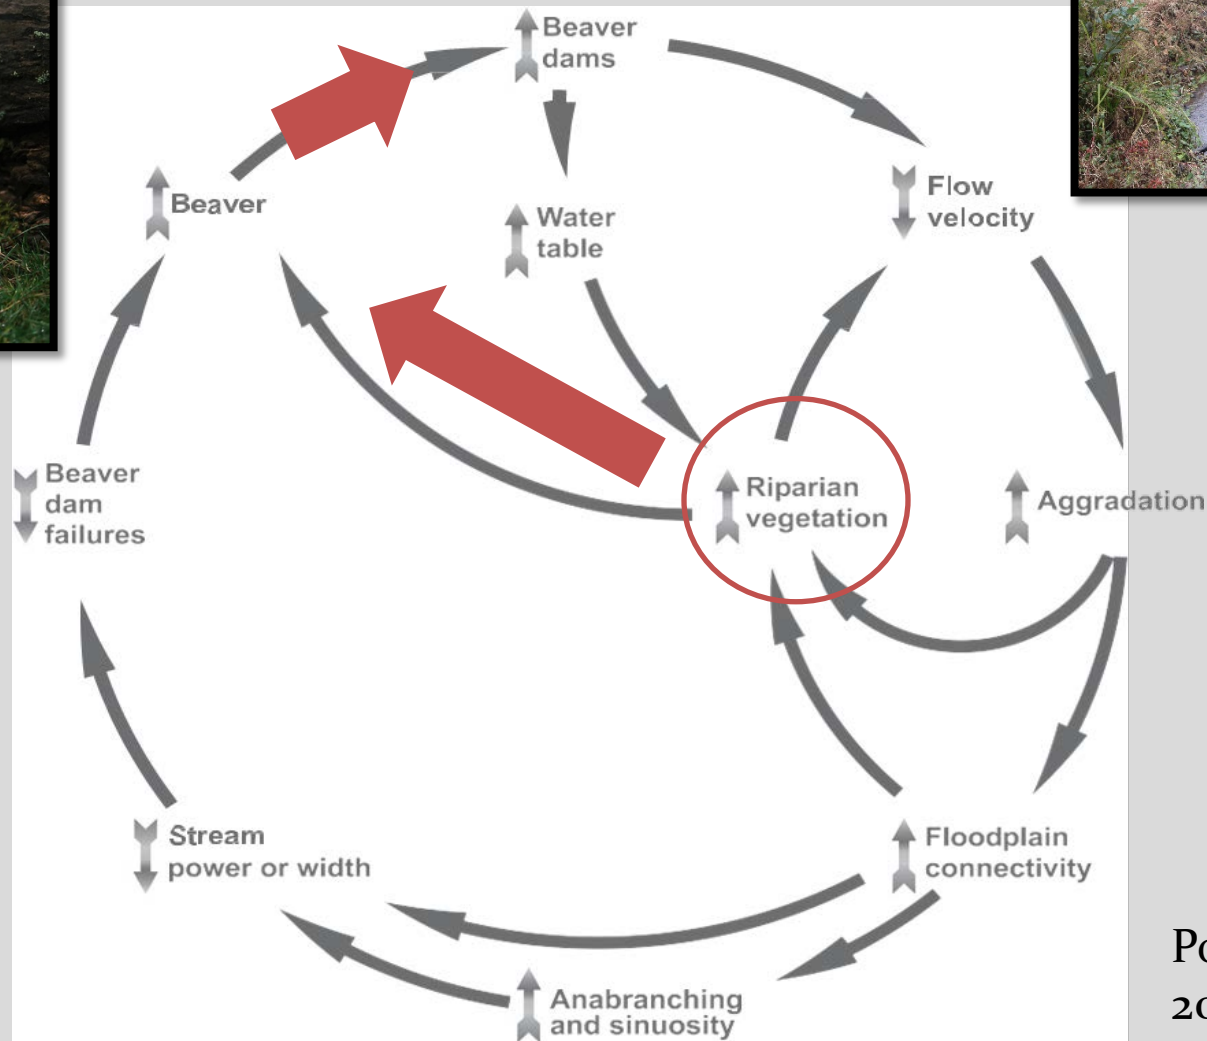 Beaver
dams
Flow
velocity
Beaver
Water
table
Beaver
dam
failures
Riparian
vegetation
Aggradation
Stream
power or width
Floodplain
connectivity
Anabranching
and sinuosity